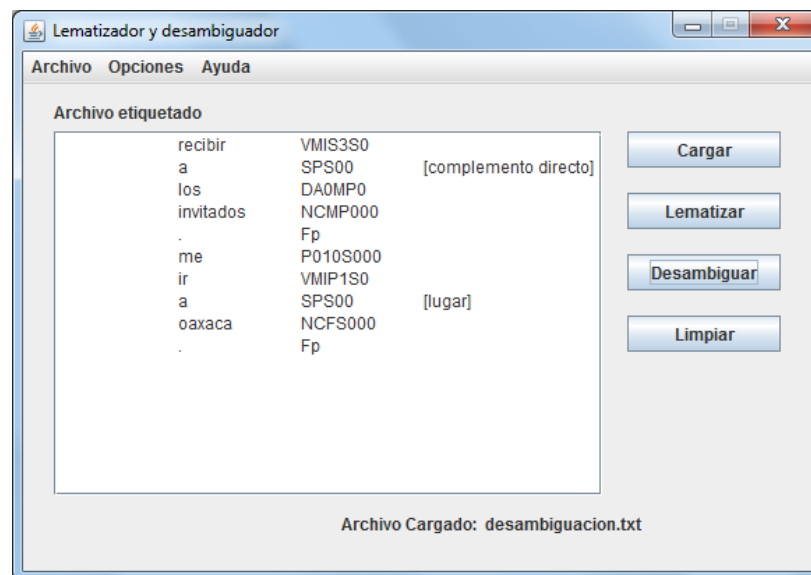 Lematizador y desambiguador
Archivo Opciones Ayuda
Archivo etiquetado
recibir VMIS3S0
a SPS00 [complemento directo]
los DA0MP0
invitados NCMP000
. Fp
me P010S000
ir VMIP1S0
a SPS00 [lugar]
oaxaca NCFS000
. Fp
Cargar
Lematizar
Desambiguar
Limpiar
Archivo Cargado: desambiguacion.txt